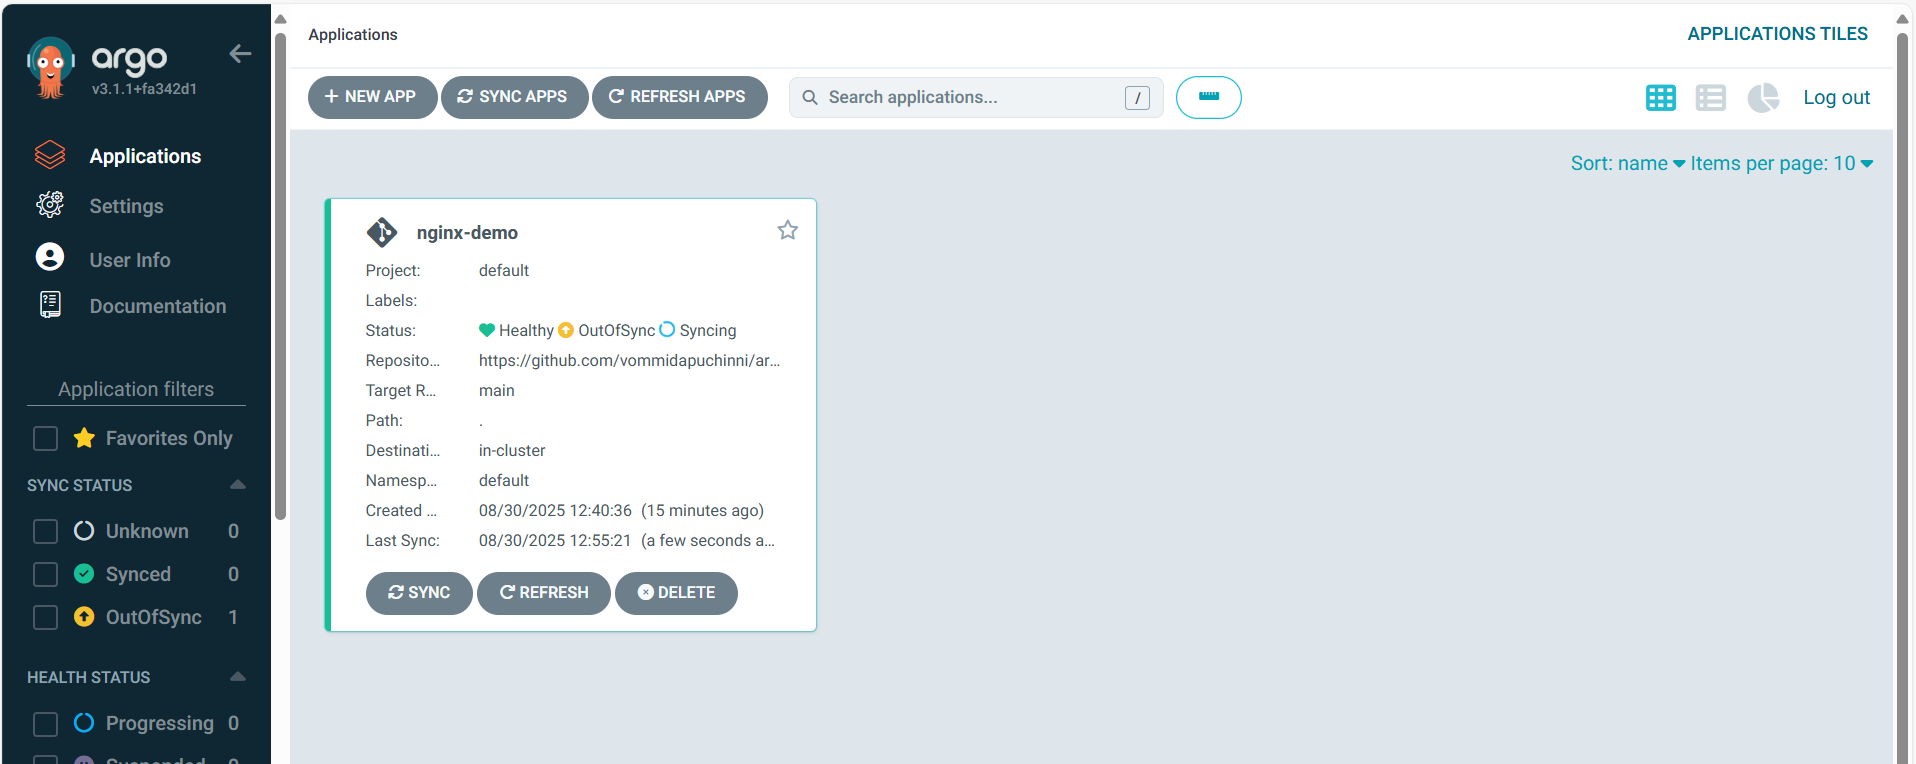 argo
v3.1.1+fa342d1
Applications
Settings
User Info
Documentation
Application filters
Favorites Only
SYNC STATUS
Unknown 0
Synced 0
OutOfSync 1
HEALTH STATUS
Progressing 0
Suspended 0
Applications
APPLICATIONS TILES
NEW APP SYNC APPS REFRESH APPS Search applications... / Log out
Sort: name Items per page: 10
nginx-demo
Project: default
Labels:
Status: Healthy OutOfSync Syncing
Reposito... https://github.com/vommidapuchinni/ar...
Target R... main
Path: .
Destinati... in-cluster
Namesp... default
Created ... 08/30/2025 12:40:36 (15 minutes ago)
Last Sync: 08/30/2025 12:55:21 (a few seconds a...
SYNC REFRESH DELETE